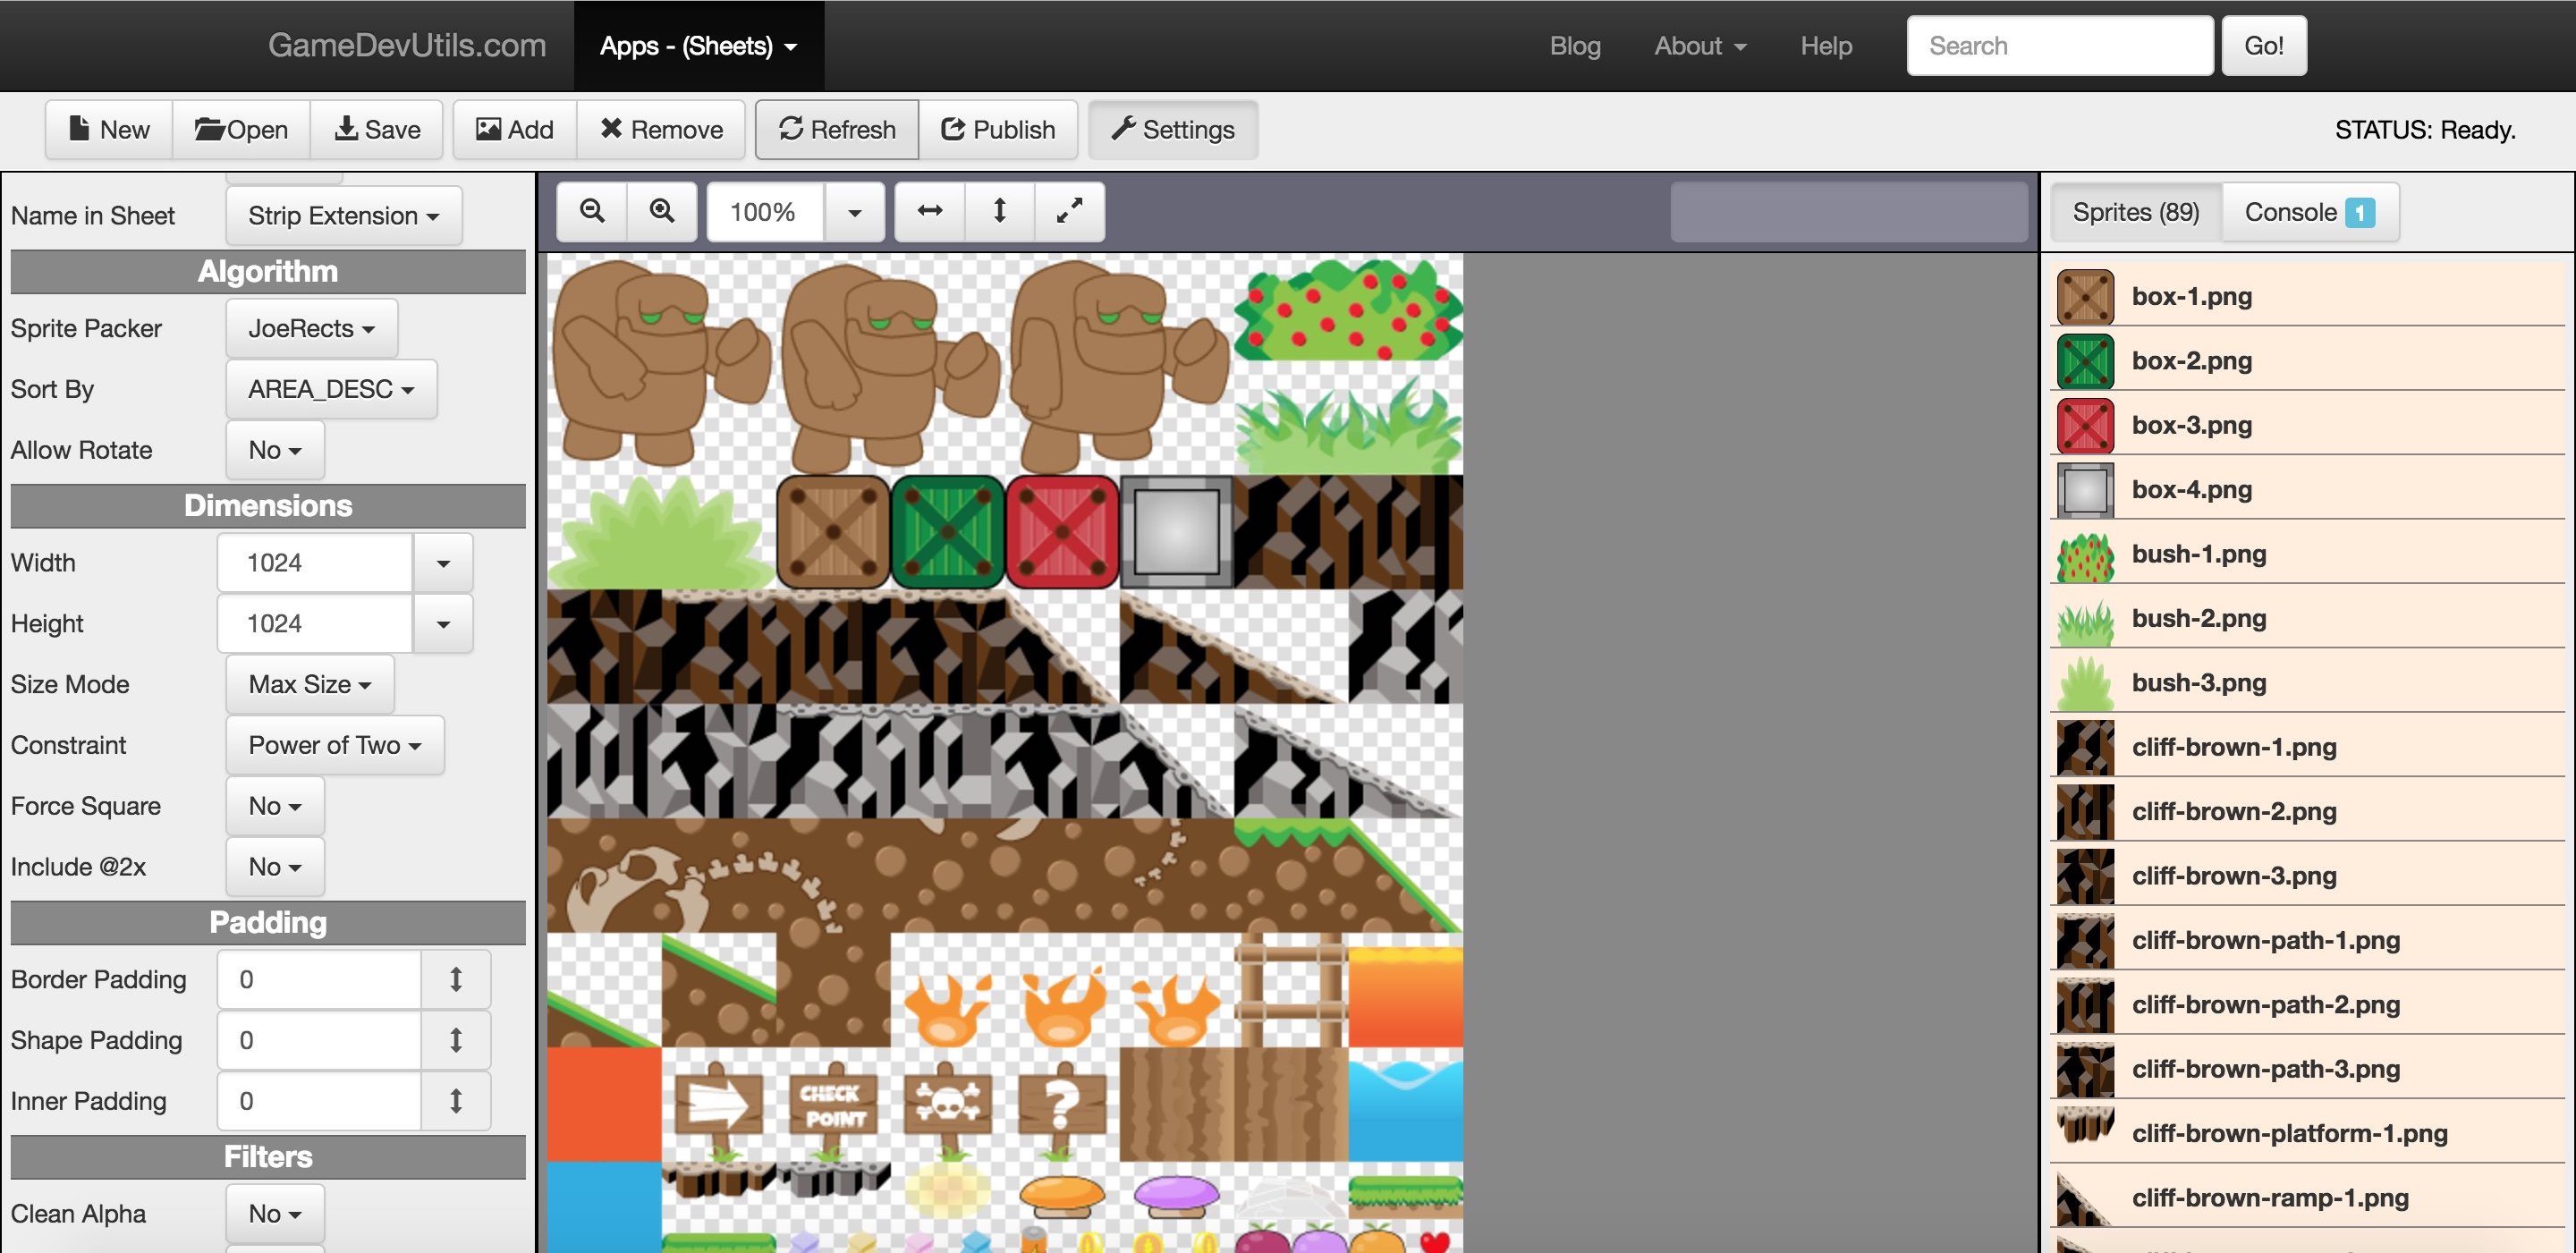 GameDevUtils.com
Apps - (Sheets)
Blog
About
Help
Search
Go!
New
Open
Save
Add
Remove
Refresh
Publish
Settings
STATUS: Ready.
Name in Sheet
Strip Extension
Algorithm
Sprite Packer
JoeRects
Sort By
AREA_DESC
Allow Rotate
No
Dimensions
Width
1024
Height
1024
Size Mode
Max Size
Constraint
Power of Two
Force Square
No
Include @2x
No
Padding
Border Padding
0
Shape Padding
0
Inner Padding
0
Filters
Clean Alpha
No
100%
CHECK
POINT
?
Sprites (89)
Console 1
box-1.png
box-2.png
box-3.png
box-4.png
bush-1.png
bush-2.png
bush-3.png
cliff-brown-1.png
cliff-brown-2.png
cliff-brown-3.png
cliff-brown-path-1.png
cliff-brown-path-2.png
cliff-brown-path-3.png
cliff-brown-platform-1.png
cliff-brown-ramp-1.png